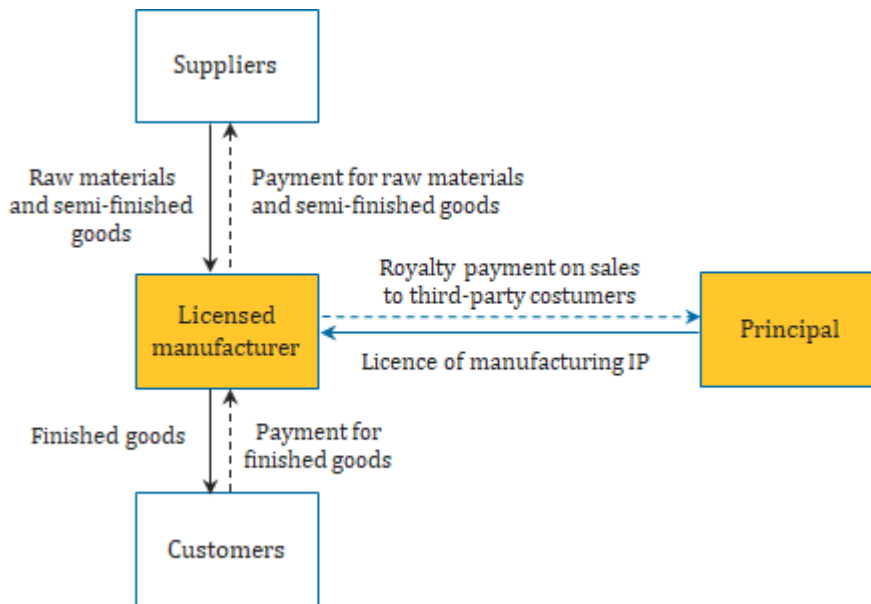 Suppliers
Raw materials
and semi-finished
goods
Payment for raw materials
and semi-finished goods
Royalty payment on sales
to third-party costumers
Licensed
manufacturer
Principal
Licence of manufacturing IP
Finished goods
Payment for
finished goods
Customers